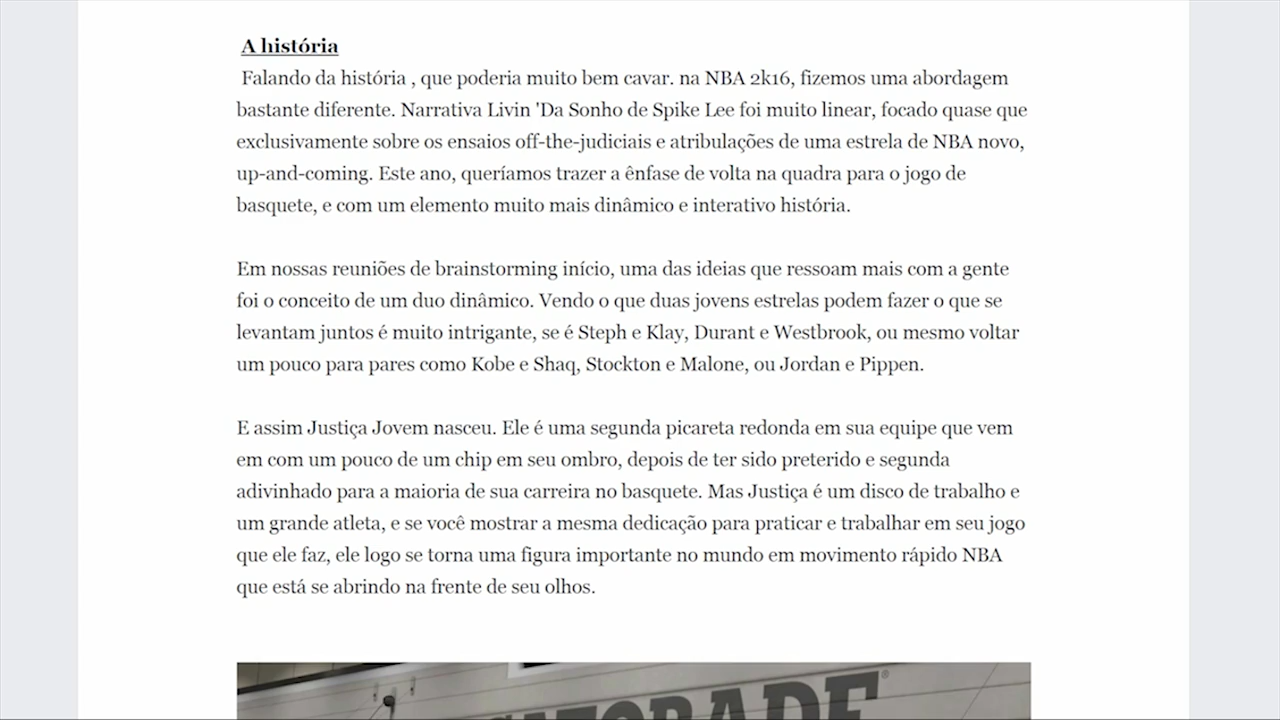 A história
Falando da história , que poderia muito bem cavar. na NBA 2k16, fizemos uma abordagem
bastante diferente. Narrativa Livin 'Da Sonho de Spike Lee foi muito linear, focado quase que
exclusivamente sobre os ensaios off-the-judiciais e atribulações de uma estrela de NBA novo,
up-and-coming. Este ano, queríamos trazer a ênfase de volta na quadra para o jogo de
basquete, e com um elemento muito mais dinâmico e interativo história.
Em nossas reuniões de brainstorming início, uma das ideias que ressoam mais com a gente
foi o conceito de um duo dinâmico. Vendo o que duas jovens estrelas podem fazer o que se
levantam juntos é muito intrigante, se é Steph e Klay, Durant e Westbrook, ou mesmo voltar
um pouco para pares como Kobe e Shaq, Stockton e Malone, ou Jordan e Pippen.
E assim Justiça Jovem nasceu. Ele é uma segunda picareta redonda em sua equipe que vem
em com um pouco de um chip em seu ombro, depois de ter sido preterido e segunda
adivinhado para a maioria de sua carreira no basquete. Mas Justiça é um disco de trabalho e
um grande atleta, e se você mostrar a mesma dedicação para praticar e trabalhar em seu jogo
que ele faz, ele logo se torna uma figura importante no mundo em movimento rápido NBA
que está se abrindo na frente de seu olhos.
GATORADE®